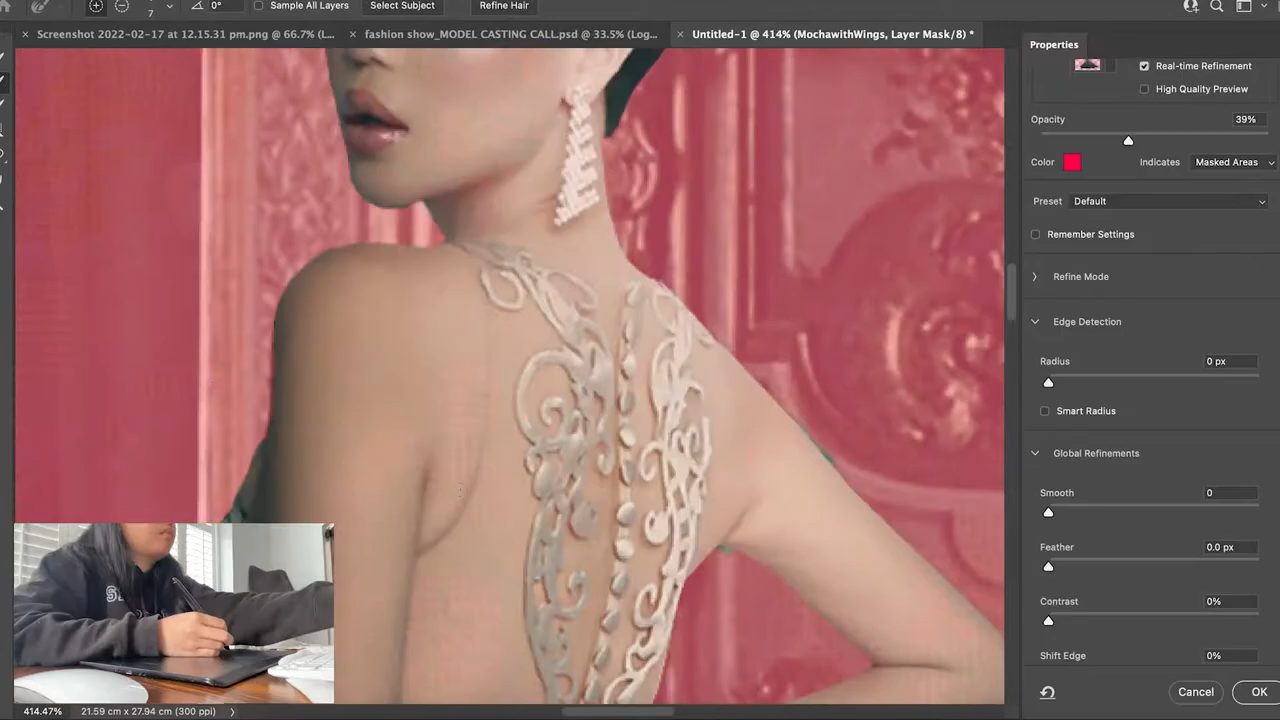 7
0°
Sample All Layers
Select Subject
Refine Hair
Screenshot 2022-02-17 at 12.15.31 pm.png @ 66.7% (L...
fashion show_MODEL CASTING CALL.psd @ 33.5% (Log...
Untitled-1 @ 414% (MochawithWings, Layer Mask/8) *
Properties
Real-time Refinement
High Quality Preview
Opacity
39%
Color
Indicates
Masked Areas
Preset
Default
Remember Settings
Refine Mode
Edge Detection
Radius
0 px
Smart Radius
Global Refinements
Smooth
0
Feather
0.0 px
Contrast
0%
Shift Edge
0%
Cancel
OK
414.47%
21.59 cm x 27.94 cm (300 ppi)